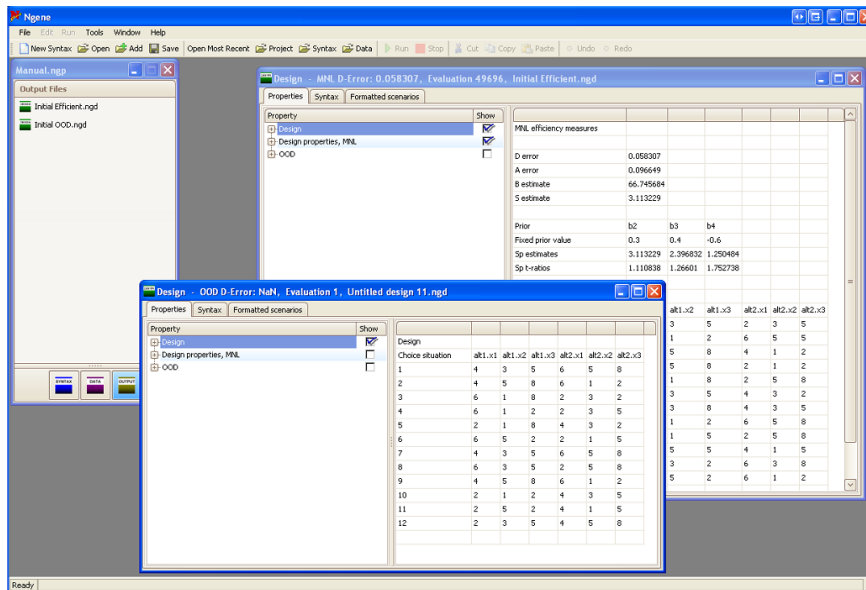 Ngene
File Edit Run Tools Window Help
New Syntax Open Add Save Open Most Recent Project Syntax Data Run Stop Cut Copy Paste Undo Redo
Manual.ngp
Output Files
Initial Efficient.ngd
Initial OOD.ngd
SYNTAX DATA OUTPUT
Design - MNL D-Error: 0.058307, Evaluation 49696, Initial Efficient.ngd
Properties Syntax Formatted scenarios
Property Show
Design
Design properties, MNL
OOD
MNL efficiency measures
D error 0.058307
A error 0.096649
B estimate 66.745684
S estimate 3.113229
Prior b2 b3 b4
Fixed prior value 0.3 0.4 -0.6
Sp estimates 3.113229 2.396832 1.250484
Sp t-ratios 1.110838 1.26601 1.752738
alt1.x2 alt1.x3 alt2.x1 alt2.x2 alt2.x3
3 5 2 3 5
1 2 6 5 5
5 8 4 1 2
5 8 2 1 2
1 8 2 5 8
3 5 4 3 2
3 8 4 3 5
1 2 6 5 8
1 5 2 5 8
5 5 4 1 5
3 2 6 3 8
5 2 6 1 2
Design - OOD D-Error: NaN, Evaluation 1, Untitled design 11.ngd
Properties Syntax Formatted scenarios
Property Show
Design
Design properties, MNL
OOD
Design
Choice situation alt1.x1 alt1.x2 alt1.x3 alt2.x1 alt2.x2 alt2.x3
1 4 3 5 6 5 8
2 4 5 8 6 1 2
3 6 1 8 2 3 2
4 6 1 2 2 3 5
5 2 1 8 4 3 2
6 6 5 2 2 1 5
7 4 3 5 6 5 8
8 6 3 5 2 5 8
9 4 5 8 6 1 2
10 2 1 2 4 3 5
11 2 5 2 4 1 5
12 2 3 5 4 5 8
Ready